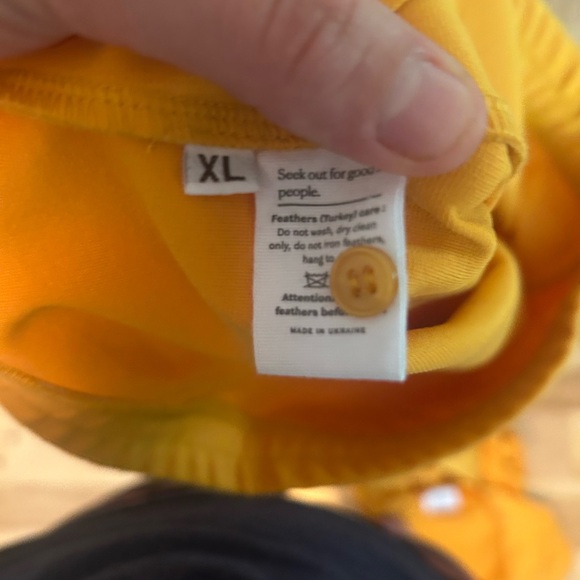 XL
Seek out for good
people.
Feathers (Turkey) care :
Do not wash, dry clean
only, do not iron feathers,
hang to
Attention
feathers
MADE IN UKRAINE